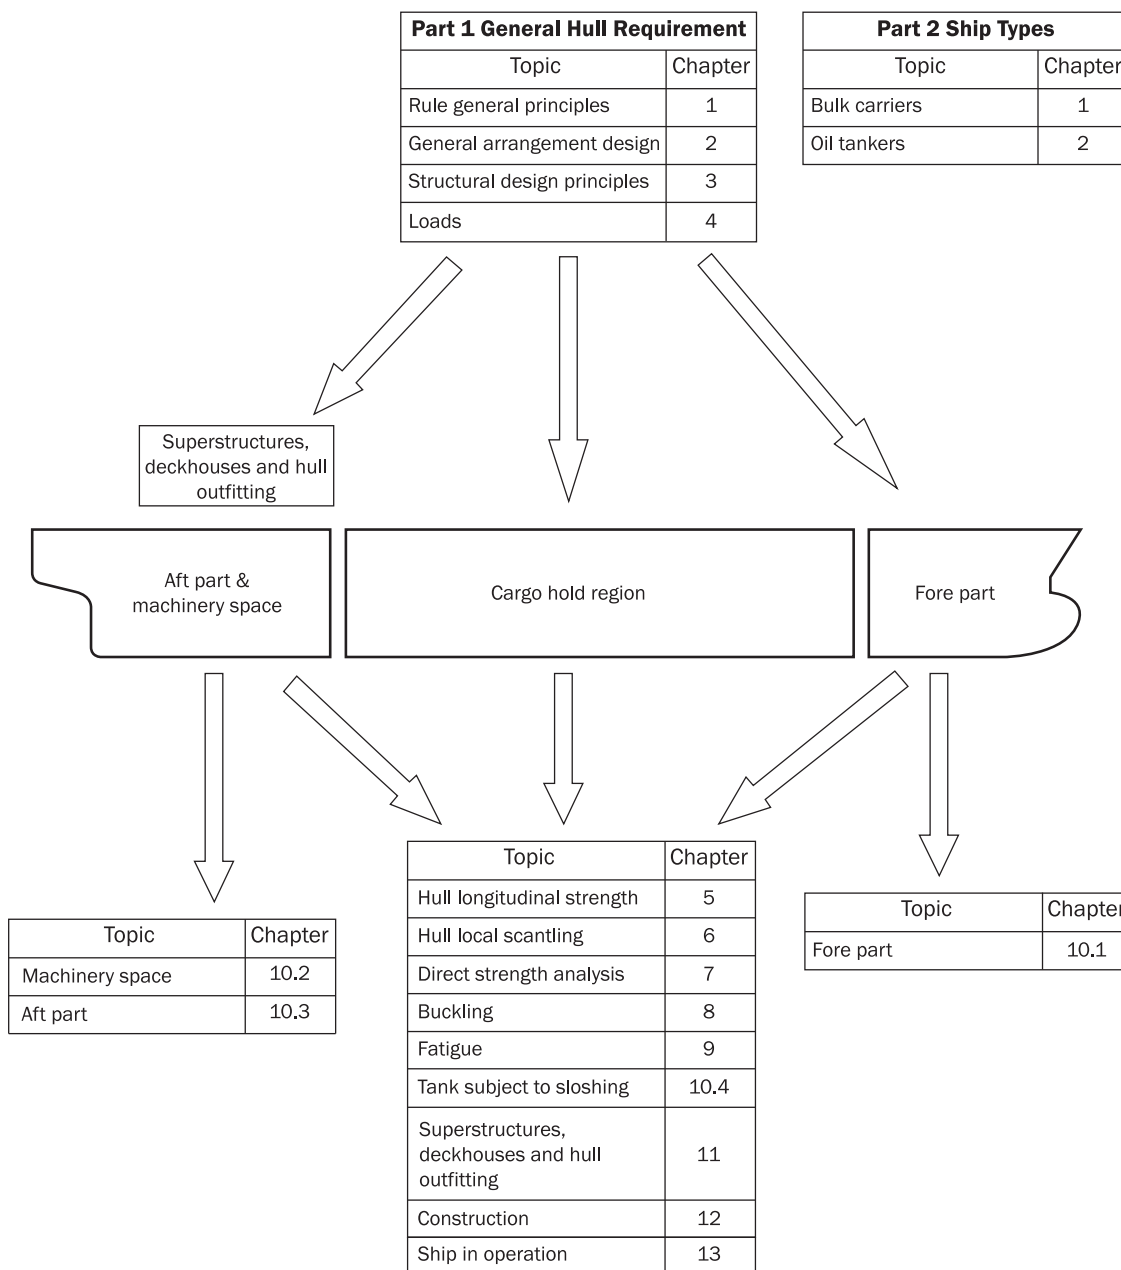 Part 1 General Hull Requirement
Topic Chapter
Rule general principles 1
General arrangement design 2
Structural design principles 3
Loads 4
Part 2 Ship Types
Topic Chapter
Bulk carriers 1
Oil tankers 2
Superstructures,
deckhouses and hull
outfitting
Aft part &
machinery space
Cargo hold region
Fore part
Topic Chapter
Machinery space 10.2
Aft part 10.3
Topic Chapter
Hull longitudinal strength 5
Hull local scantling 6
Direct strength analysis 7
Buckling 8
Fatigue 9
Tank subject to sloshing 10.4
Superstructures,
deckhouses and hull 11
outfitting
Construction 12
Ship in operation 13
Topic Chapter
Fore part 10.1